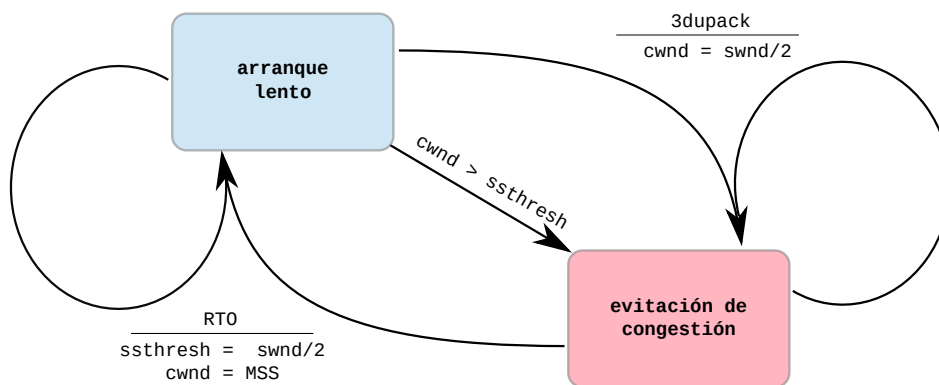 3dupack
cwnd = swnd/2
arranque
lento
cwnd > ssthresh
evitación de
congestión
RTO
ssthresh =  swnd/2
cwnd = MSS